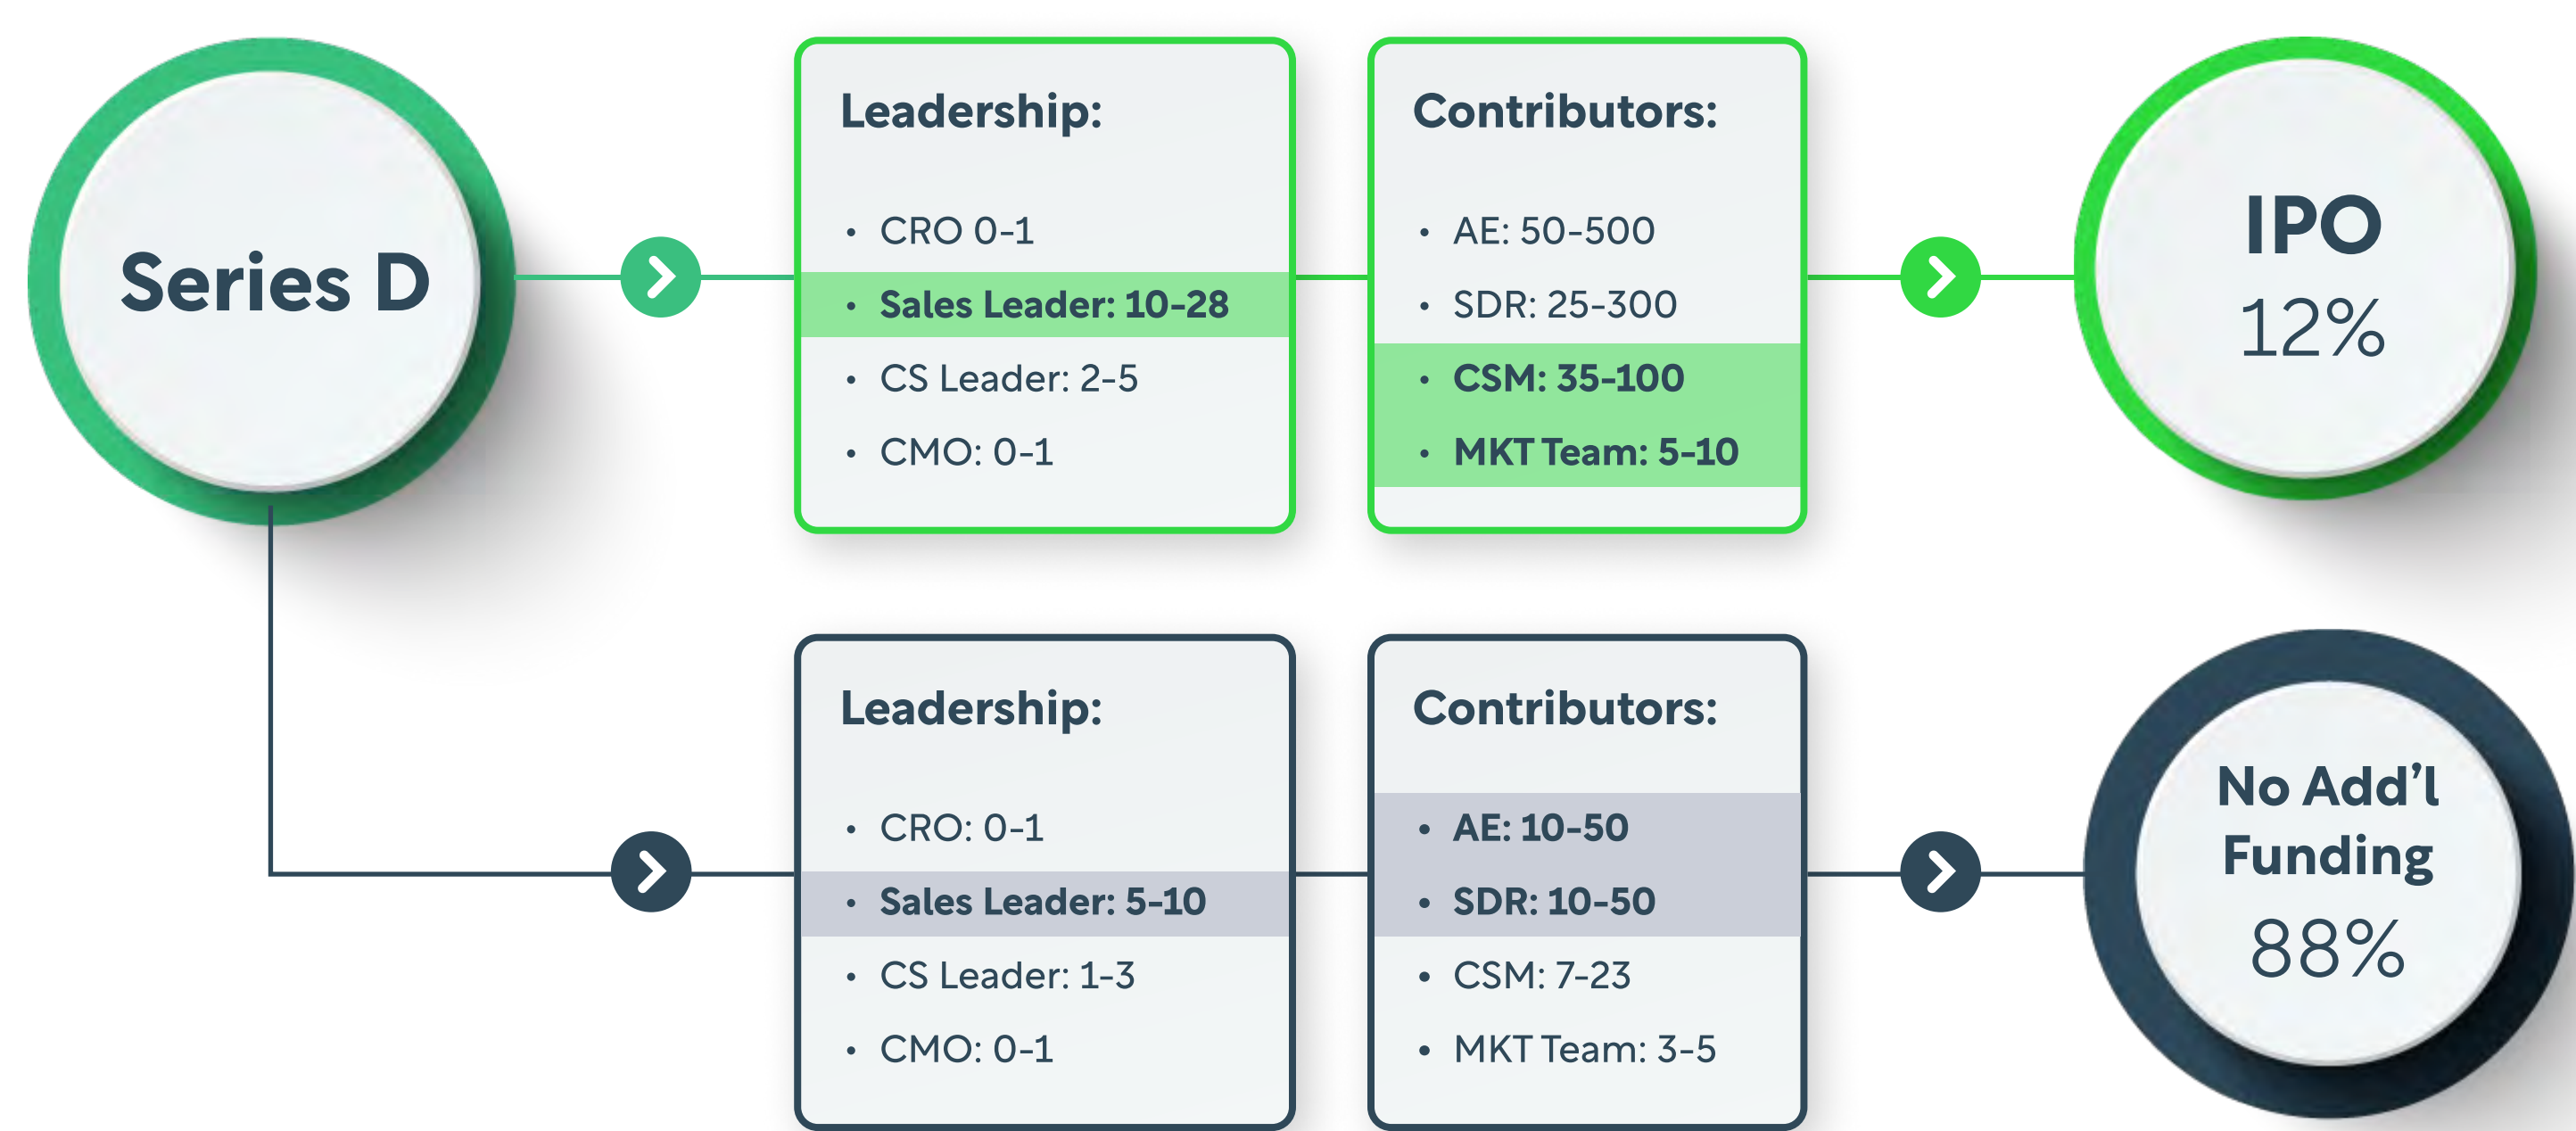 Series D
Leadership:
• CRO 0-1
• Sales Leader: 10-28
• CS Leader: 2-5
• CMO: 0-1
Contributors:
• AE: 50-500
• SDR: 25-300
• CSM: 35-100
• MKT Team: 5-10
IPO
12%
Leadership:
• CRO: 0-1
• Sales Leader: 5-10
• CS Leader: 1-3
• CMO: 0-1
Contributors:
• AE: 10-50
• SDR: 10-50
• CSM: 7-23
• MKT Team: 3-5
No Add’l
Funding
88%